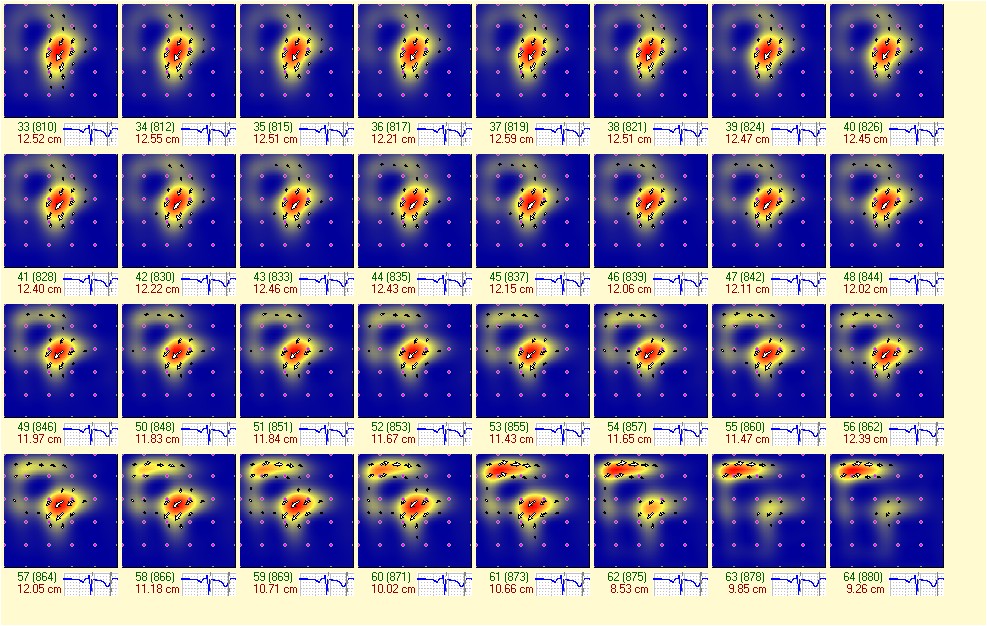 33 (810) 34 (812) 35 (815) 36 (817) 37 (819) 38 (821) 39 (824) 40 (826)
12.52 cm 12.55 cm 12.51 cm 12.21 cm 12.59 cm 12.51 cm 12.47 cm 12.45 cm
41 (828) 42 (830) 43 (833) 44 (835) 45 (837) 46 (839) 47 (842) 48 (844)
12.40 cm 12.22 cm 12.46 cm 12.43 cm 12.15 cm 12.06 cm 12.11 cm 12.02 cm
49 (846) 50 (848) 51 (851) 52 (853) 53 (855) 54 (857) 55 (860) 56 (862)
11.97 cm 11.83 cm 11.84 cm 11.67 cm 11.43 cm 11.65 cm 11.47 cm 12.39 cm
57 (864) 58 (866) 59 (869) 60 (871) 61 (873) 62 (875) 63 (878) 64 (880)
12.05 cm 11.18 cm 10.71 cm 10.02 cm 10.66 cm 8.53 cm 9.85 cm 9.26 cm